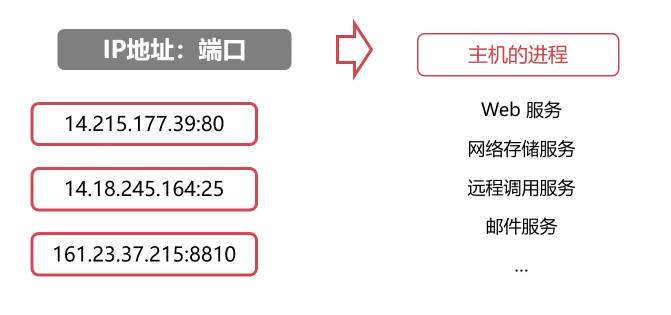 IP地址：端口
主机的进程
14.215.177.39:80
14.18.245.164:25
161.23.37.215:8810
Web 服务
网络存储服务
远程调用服务
邮件服务
...